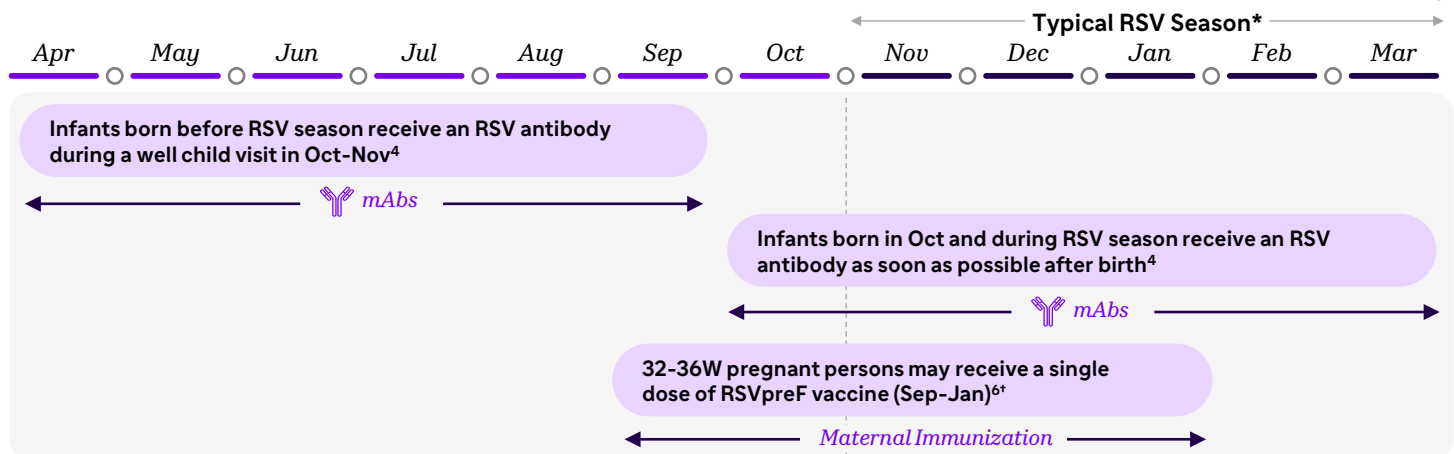 Typical RSV Season*
Apr May Jun Jul Aug Sep Oct Nov Dec Jan Feb Mar
Infants born before RSV season receive an RSV antibody
during a well child visit in Oct-Nov⁴
mAbs
Infants born in Oct and during RSV season receive an RSV
antibody as soon as possible after birth⁴
mAbs
32-36W pregnant persons may receive a single
dose of RSVpreF vaccine (Sep-Jan)⁶†
Maternal Immunization